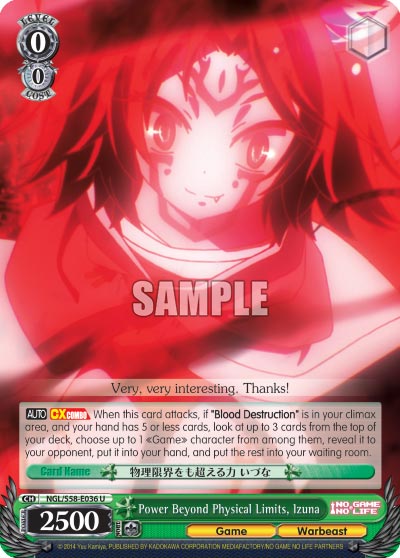 LEVEL
0
0
COST
SAMPLE
Very, very interesting. Thanks!
AUTO CX COMBO When this card attacks, if "Blood Destruction" is in your climax
area, and your hand has 5 or less cards, look at up to 3 cards from the top of
your deck, choose up to 1 «Game» character from among them, reveal it to
your opponent, put it into your hand, and put the rest into your waiting room.
Card Name 物理限界をも超える力 いづな
CH NGL/S58-E036 U
Power Beyond Physical Limits, Izuna
NO GAME NO LIFE
POWER 2500
Game Warbeast
© 2014 Yuu Kamiya, PUBLISHED BY KADOKAWA CORPORATION MEDIAFACTORY/NO GAME NO LIFE PARTNERS